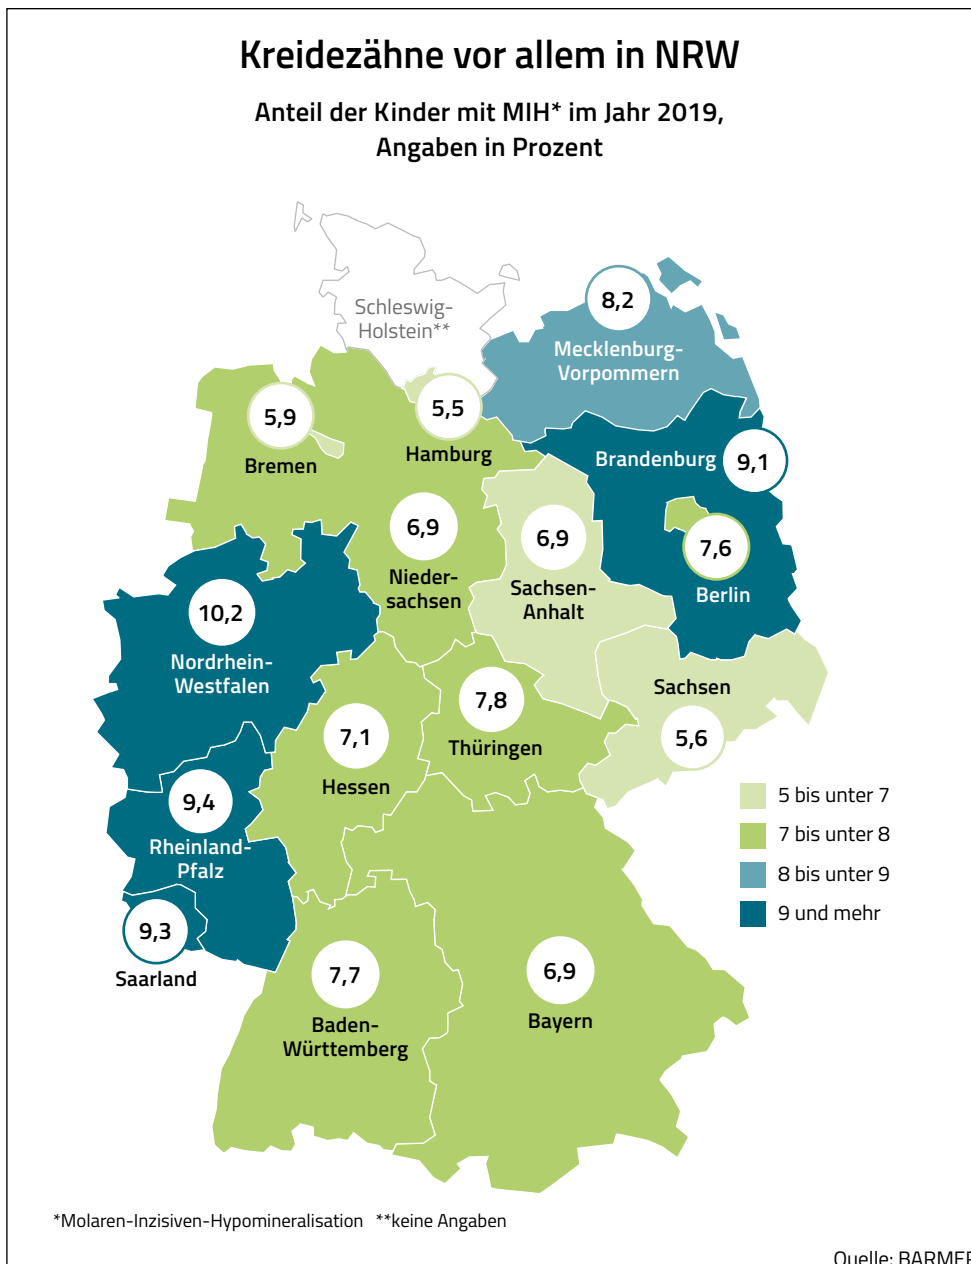 Kreidezähne vor allem in NRW
Anteil der Kinder mit MIH* im Jahr 2019,
Angaben in Prozent
Schleswig-
Holstein**
8,2
Mecklenburg-
Vorpommern
5,9
Bremen
5,5
Hamburg
Brandenburg
9,1
6,9
Nieder-
sachsen
6,9
Sachsen-
Anhalt
7,6
Berlin
10,2
Nordrhein-
Westfalen
Sachsen
5,6
7,8
Thüringen
7,1
Hessen
9,4
Rheinland-
Pfalz
9,3
Saarland
7,7
Baden-
Württemberg
6,9
Bayern
5 bis unter 7
7 bis unter 8
8 bis unter 9
9 und mehr
*Molaren-Inzisiven-Hypomineralisation **keine Angaben
Quelle: BARMER